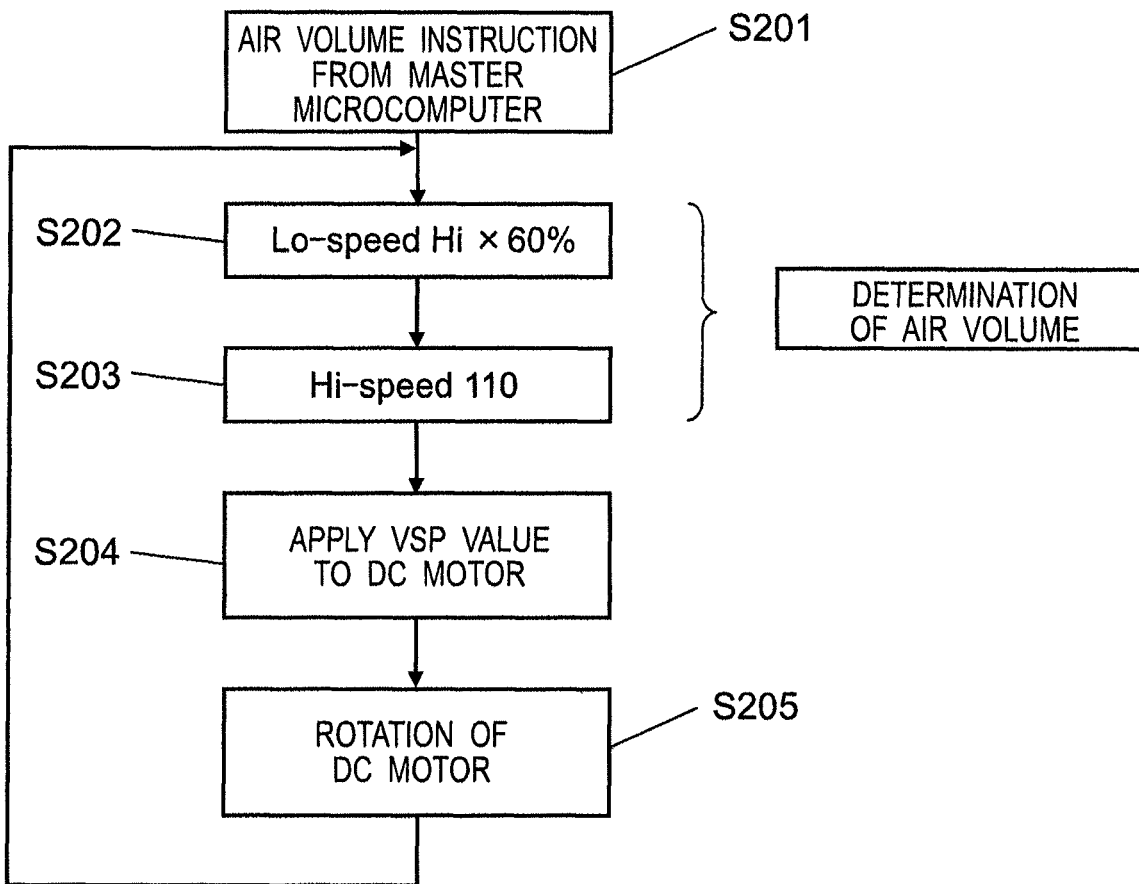 AIR VOLUME INSTRUCTION
FROM MASTER
MICROCOMPUTER
S201
S202
Lo-speed Hi × 60%
DETERMINATION
OF AIR VOLUME
S203
Hi-speed 110
S204
APPLY VSP VALUE
TO DC MOTOR
S205
ROTATION OF
DC MOTOR